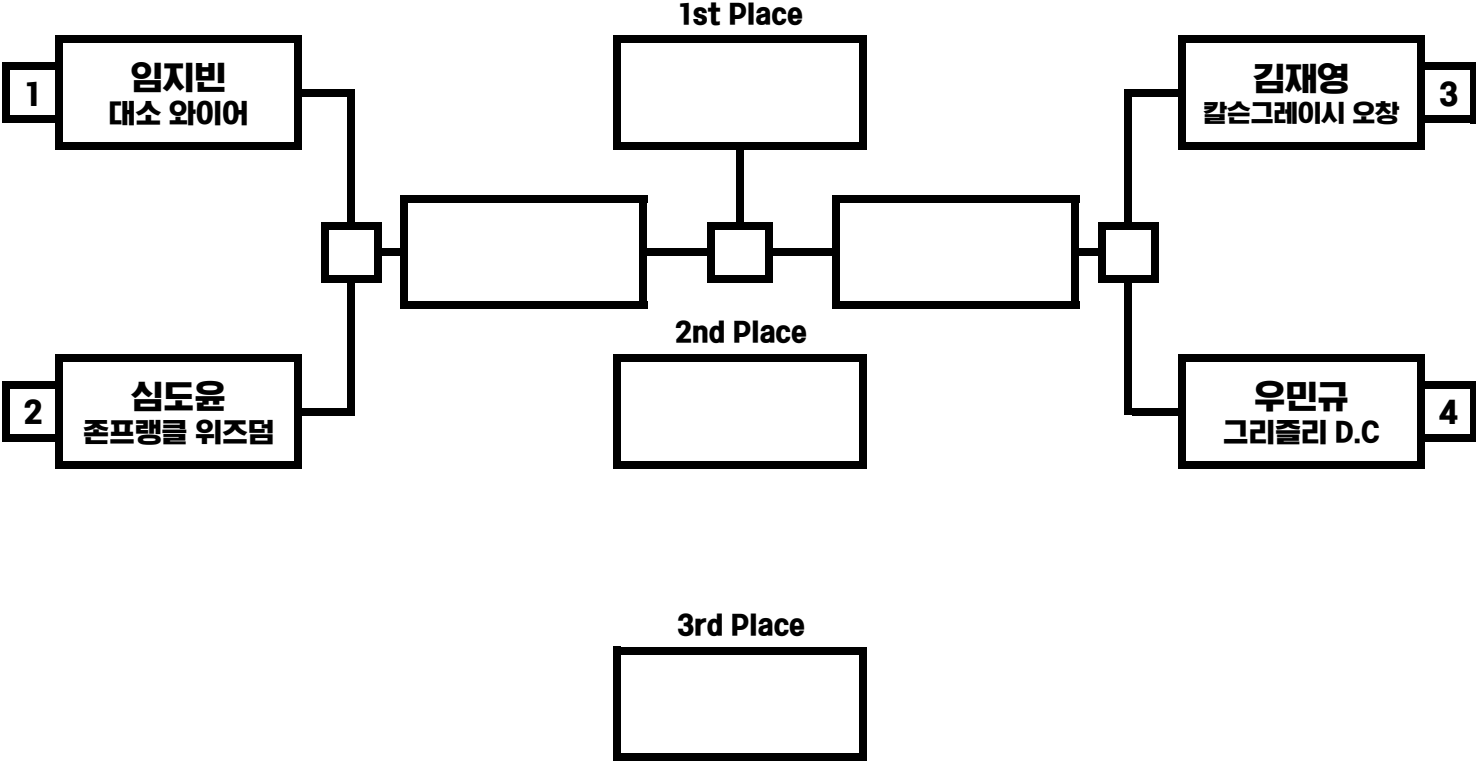 1st Place
1
임지빈
대소 와이어
김재영
칼슨그레이시 오창
3
2nd Place
2
심도윤
존프랭클 위즈덤
우민규
그리즐리 D.C
4
3rd Place